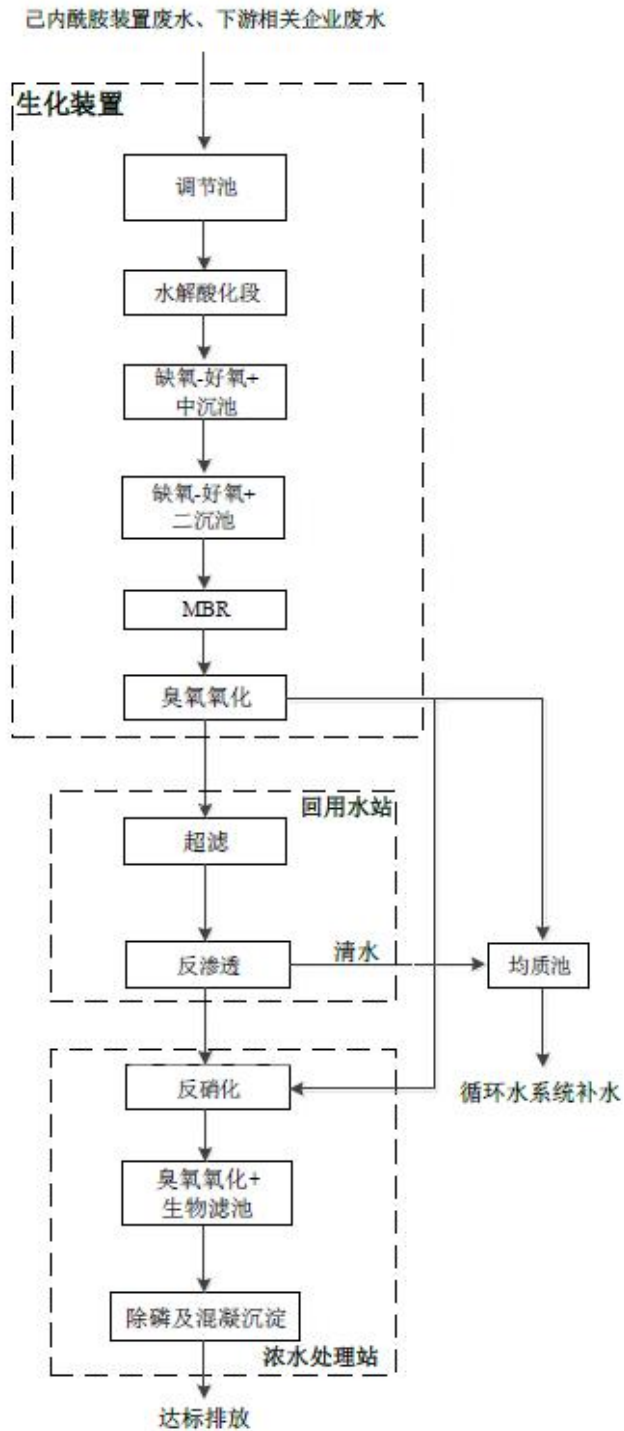 己内酰胺装置废水、下游相关企业废水
生化装置
调节池
水解酸化段
缺氧-好氧+
中沉池
缺氧-好氧+
二沉池
MBR
臭氧氧化
回用水站
超滤
反渗透
清水
均质池
反硝化
循环水系统补水
臭氧氧化+
生物滤池
除磷及混凝沉淀
浓水处理站
达标排放